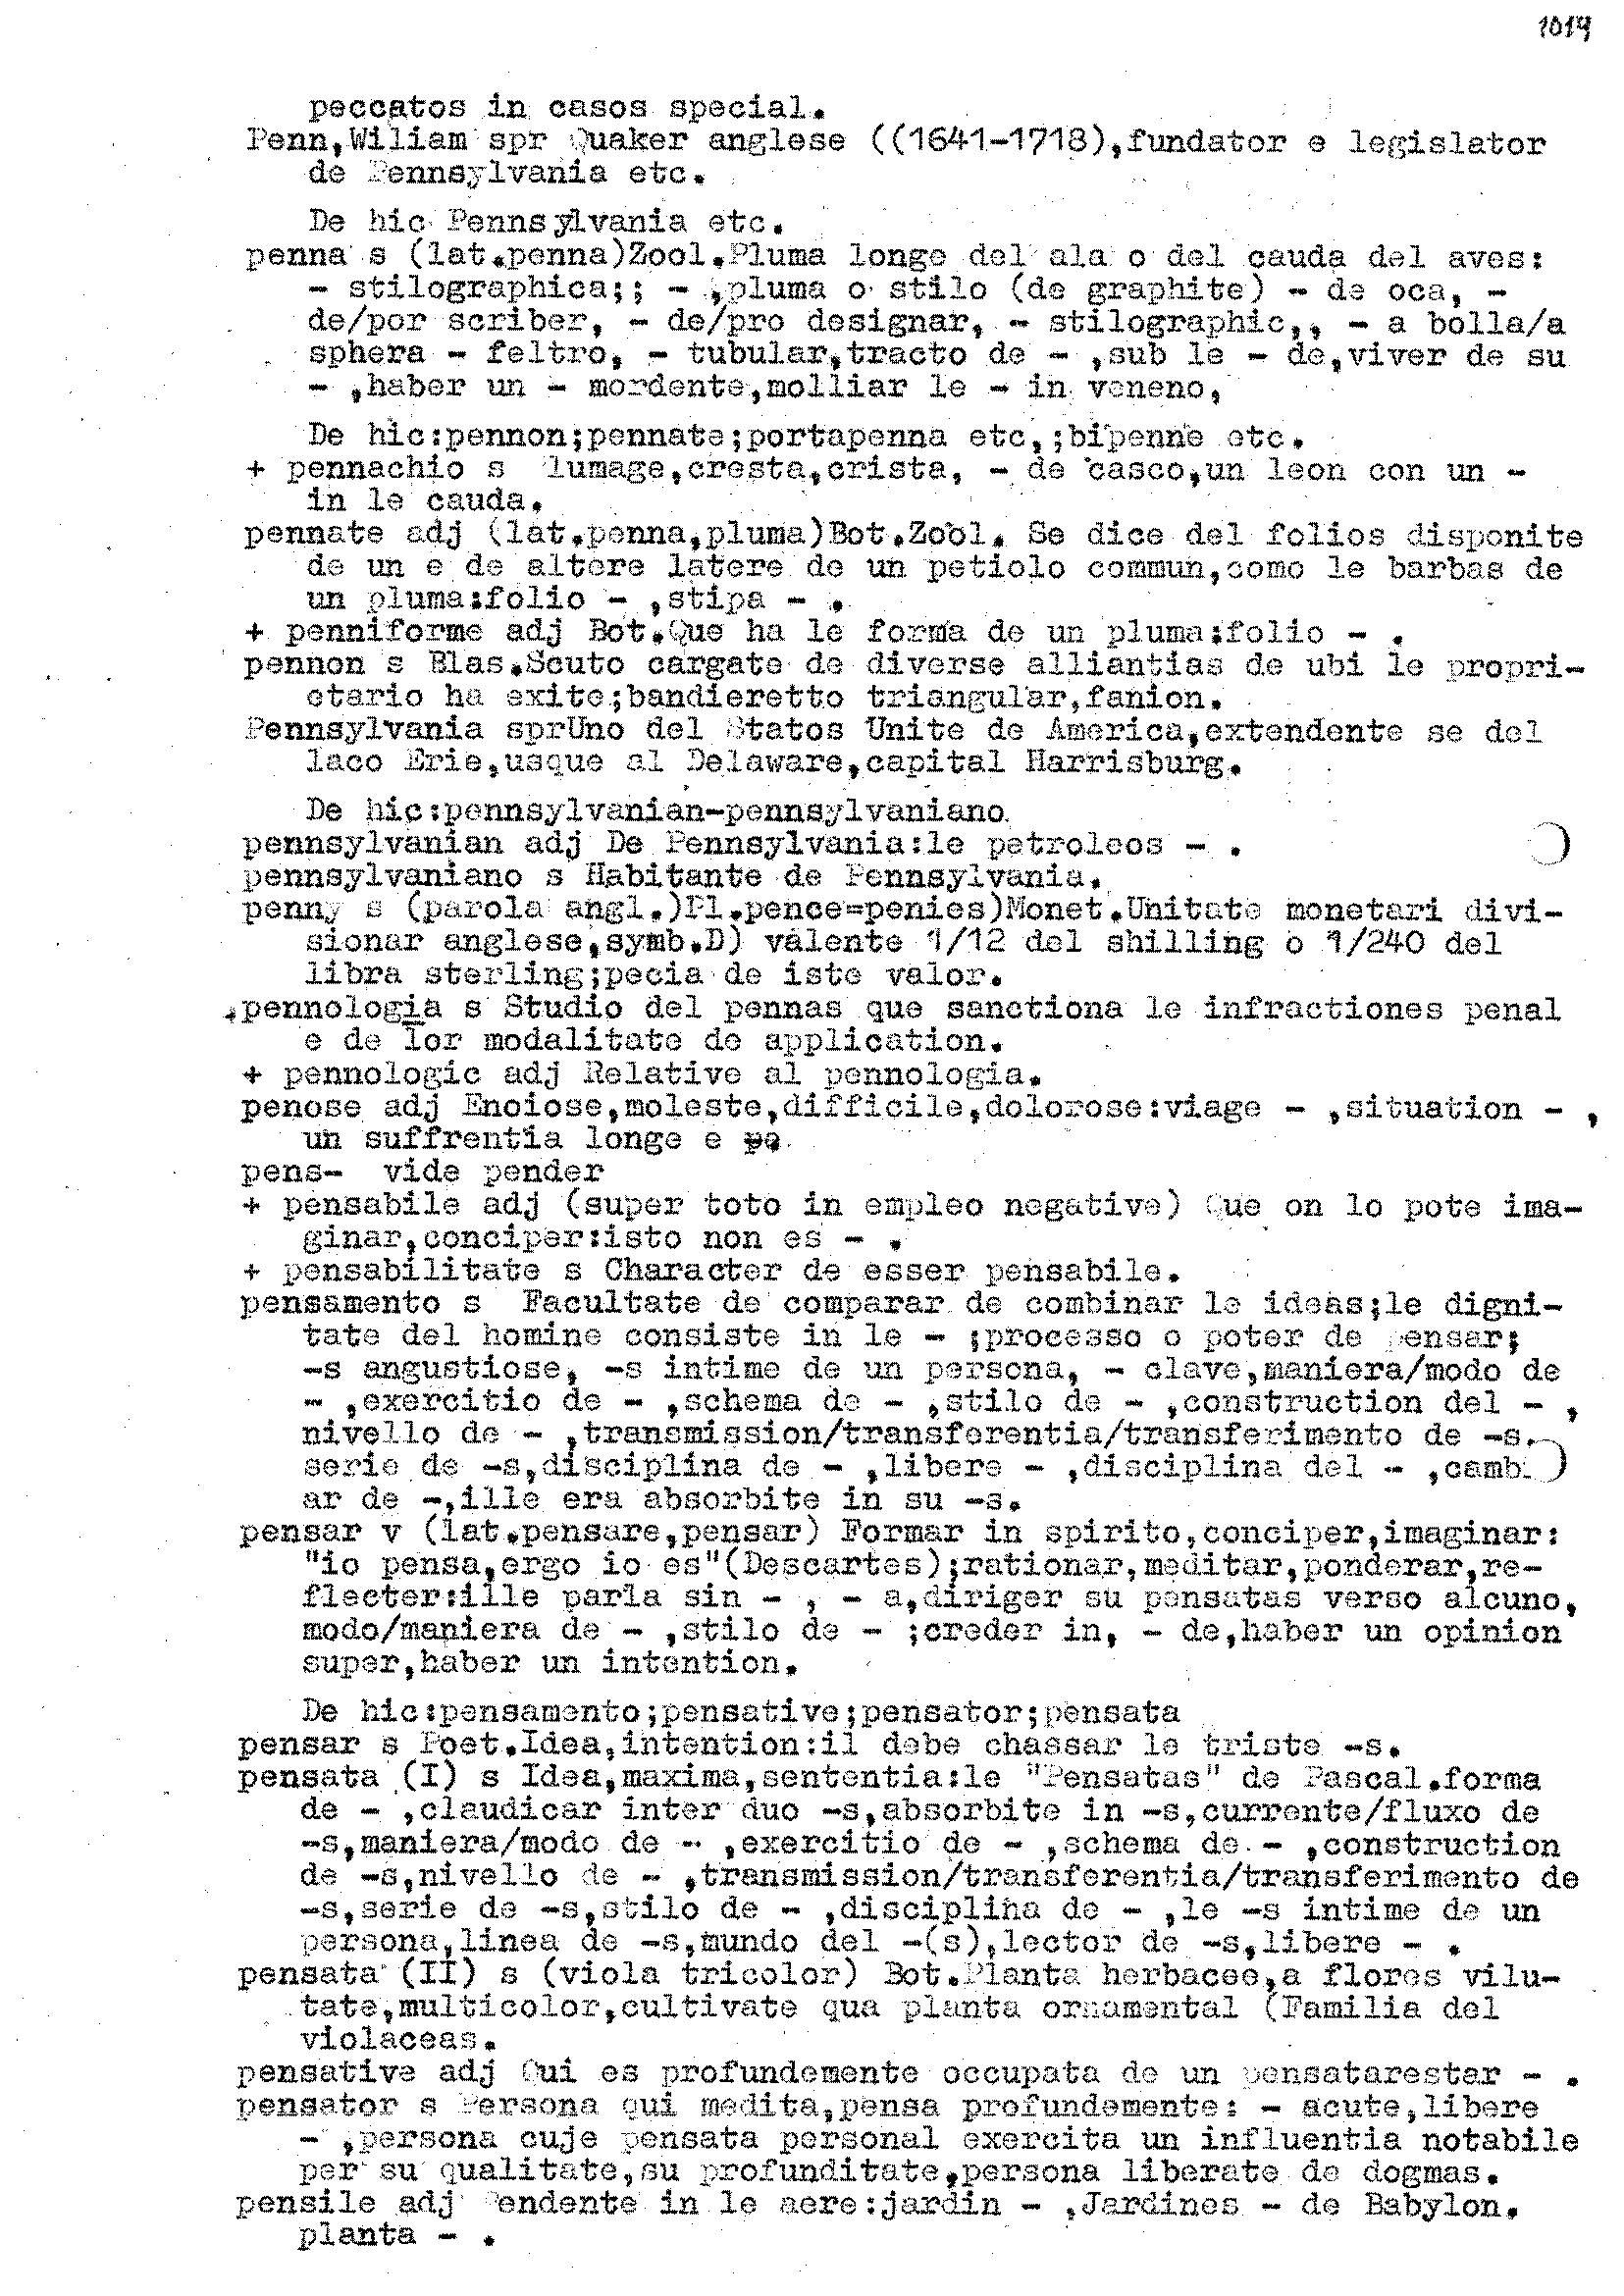 1014
peccatos in casos special.
Penn,Wiliam spr Quaker anglese ((1641-1718),fundator e legislator
de Pennsylvania etc.
De hic Pennsylvania etc.
penna s (lat.penna)Zool.Pluma longe del ala o del cauda del aves:
- stilographica;; - ,pluma o stilo (de graphite) - de oca, -
de/por scriber, - de/pro designar, - stilographic,, - a bolla/a
sphera - feltro, - tubular,tracto de - ,sub le - de,viver de su
- ,haber un - mordente,molliar le - in veneno,
De hic:pennon;pennate;portapenna etc,;bipenne etc.
+ pennachio s lumage,cresta,crista, - de casco,un leon con un -
in le cauda.
pennate adj (lat.penna,pluma)Bot.Zool. Se dice del folios disponite
de un e de altere latere de un petiolo commun,como le barbas de
un pluma:folio - ,stipa - .
+ penniforme adj Bot.Que ha le forma de un pluma:folio - .
pennon s Blas.Scuto cargate de diverse alliantias de ubi le propri-
etario ha exite;bandieretto triangular,fanion.
Pennsylvania sprUno del Statos Unite de America,extendente se del
laco Erie,usque al Delaware,capital Harrisburg.
De hic:pennsylvanian-pennsylvaniano.
pennsylvanian adj De Pennsylvania:le petroleos - .
pennsylvaniano s Habitante de Pennsylvania.
penny s (parola angl.)Pl.pence=penies)Monet.Unitate monetari divi-
sionar anglese,symb.D) valente 1/12 del shilling o 1/240 del
libra sterling;pecia de iste valor.
+pennologia s Studio del pennas que sanctiona le infractiones penal
e de lor modalitate de application.
+ pennologic adj Relative al pennologia.
penose adj Enoiose,moleste,difficile,dolorose:viage - ,situation - ,
un suffrentia longe e pe.
pens- vide pender
+ pensabile adj (super toto in empleo negative) Que on lo pote ima-
ginar,conciper:isto non es - .
+ pensabilitate s Character de esser pensabile.
pensamento s Facultate de comparar de combinar le ideas;le digni-
tate del homine consiste in le - ;processo o poter de pensar;
-s angustiose, -s intime de un persona, - clave,maniera/modo de
- ,exercitio de - ,schema de - ,stilo de - ,construction del - ,
nivello de - ,transmission/transferentia/transferimento de -s.
serie de -s,disciplina de - ,libere - ,disciplina del - ,camb
ar de -,ille era absorbite in su -s.
pensar v (lat.pensare,pensar) Formar in spirito,conciper,imaginar:
"io pensa,ergo io es"(Descartes);rationar,meditar,ponderar,re-
flecter:ille parla sin - , - a,diriger su pensatas verso alcuno,
modo/maniera de - ,stilo de - ;creder in, - de,haber un opinion
super,haber un intention.
De hic:pensamento;pensative;pensator;pensata
pensar s Poet.Idea,intention:il debe chassar le triste -s.
pensata (I) s Idea,maxima,sententia:le "Pensatas" de Pascal.forma
de - ,claudicar inter duo -s,absorbite in -s,currente/fluxo de
-s,maniera/modo de - ,exercitio de - ,schema de - ,construction
de -s,nivello de - ,transmission/transferentia/transferimento de
-s,serie de -s,stilo de - ,disciplina de - ,le -s intime de un
persona,linea de -s,mundo del -(s),lector de -s,libere - .
pensata (II) s (viola tricolor) Bot.Planta herbacee,a flores vilu-
tate,multicolor,cultivate qua planta ornamental (Familia del
violaceas.
pensative adj Qui es profundemente occupata de un pensatarestar - .
pensator s Persona qui medita,pensa profundemente: - acute,libere
- ,persona cuje pensata personal exercita un influentia notabile
per su qualitate,su profunditate,persona liberate de dogmas.
pensile adj Pendente in le aere:jardin - ,Jardines - de Babylon.
planta - .